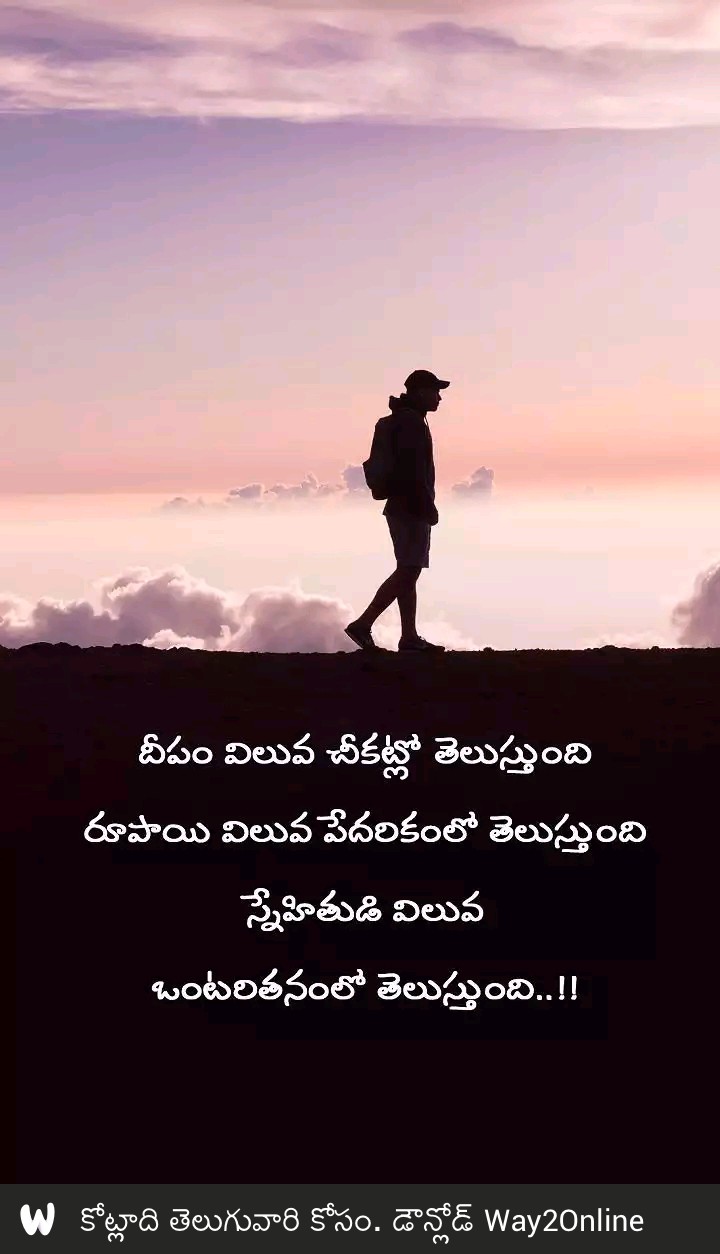 దీపం విలువ చీకట్లో తెలుస్తుంది
రూపాయి విలువ పేదరికంలో తెలుస్తుంది
స్నేహితుడి విలువ
ఒంటరితనంలో తెలుస్తుంది..!!
W కోట్లాది తెలుగువారి కోసం. డౌన్లోడ్ Way2Online